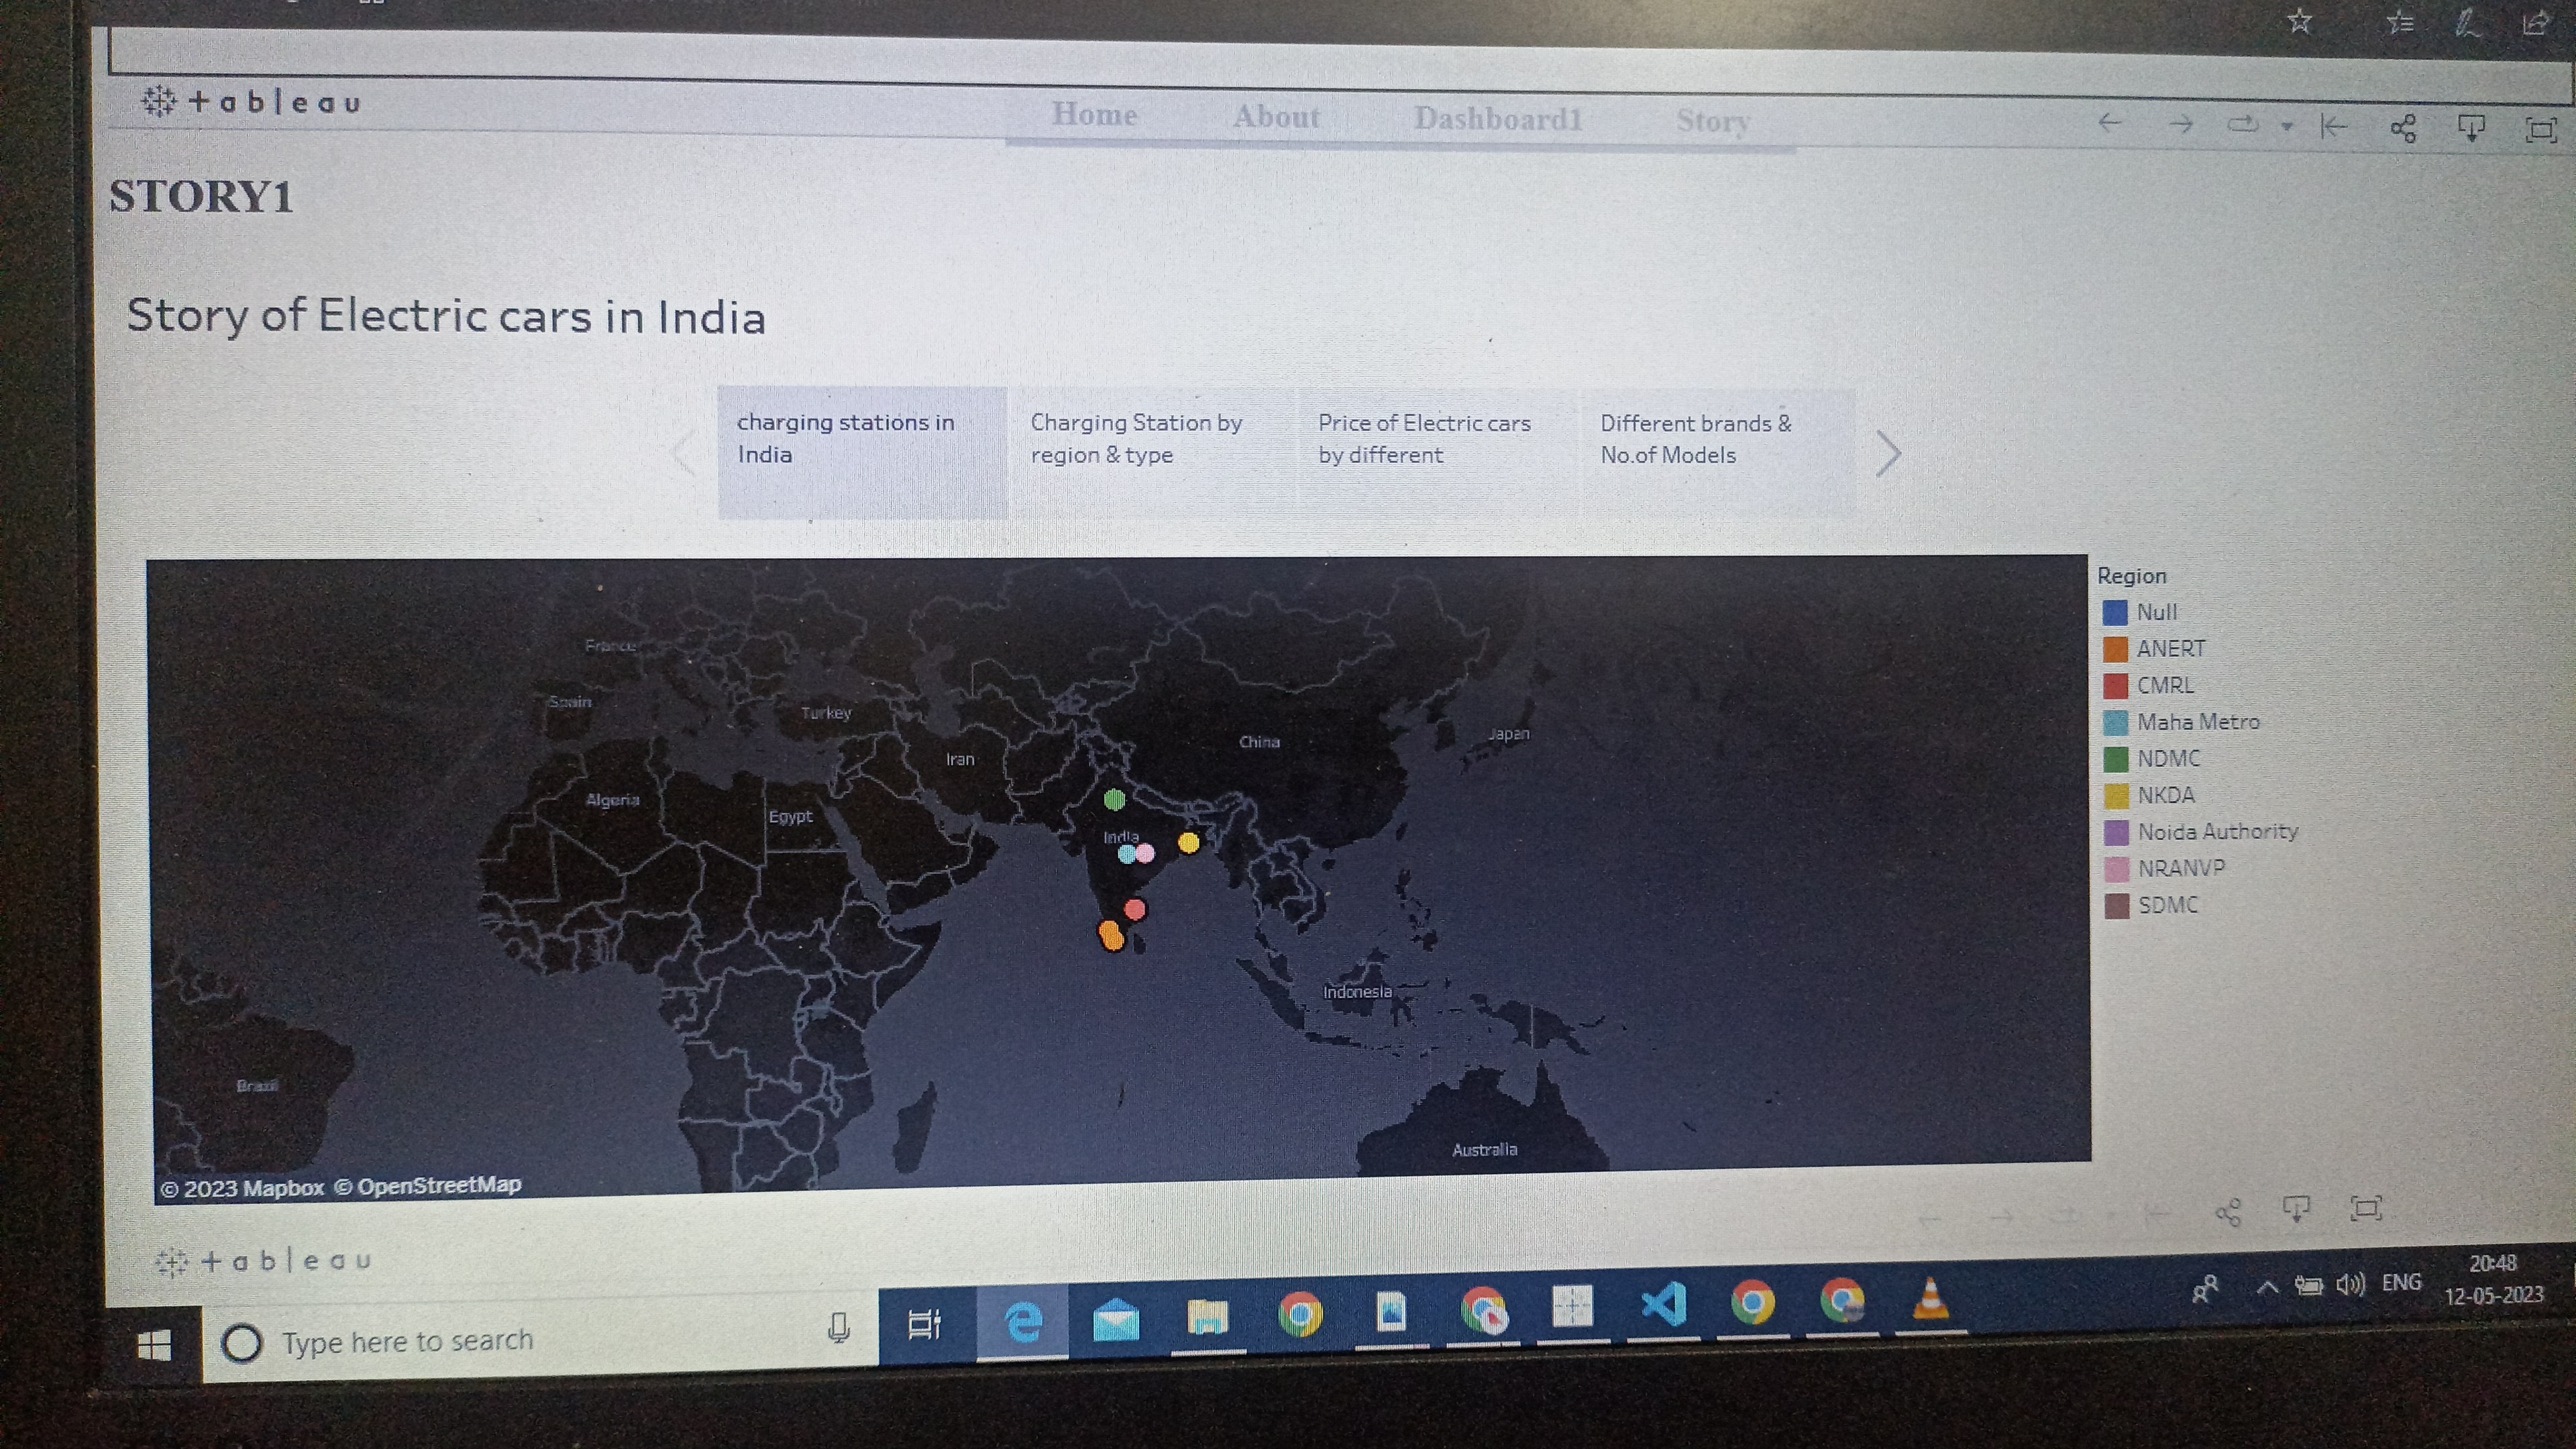 +ableau
Home About Dashboard1 Story
STORY1
Story of Electric cars in India
charging stations in
India
Charging Station by
region & type
Price of Electric cars
by different
Different brands &
No.of Models
Region
Null
ANERT
CMRL
Maha Metro
NDMC
NKDA
Noida Authority
NRANVP
SDMC
France
Spain
Turkey
Iran
China
Japan
Algeria
Egypt
India
Indonesia
Brazil
Australia
© 2023 Mapbox © OpenStreetMap
+ableau
Type here to search
ENG
20:48
12-05-2023